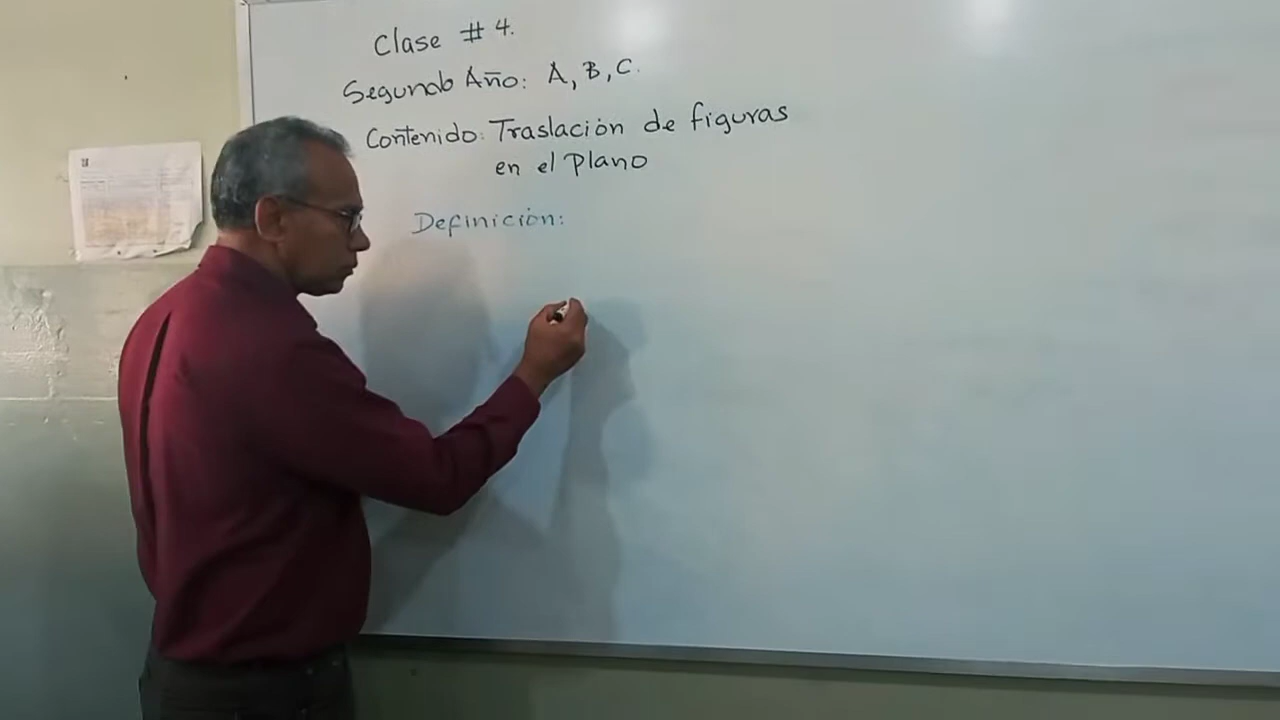 Clase # 4.
Segundo Año: A, B, C.
Contenido: Traslación de figuras
en el plano
Definición: